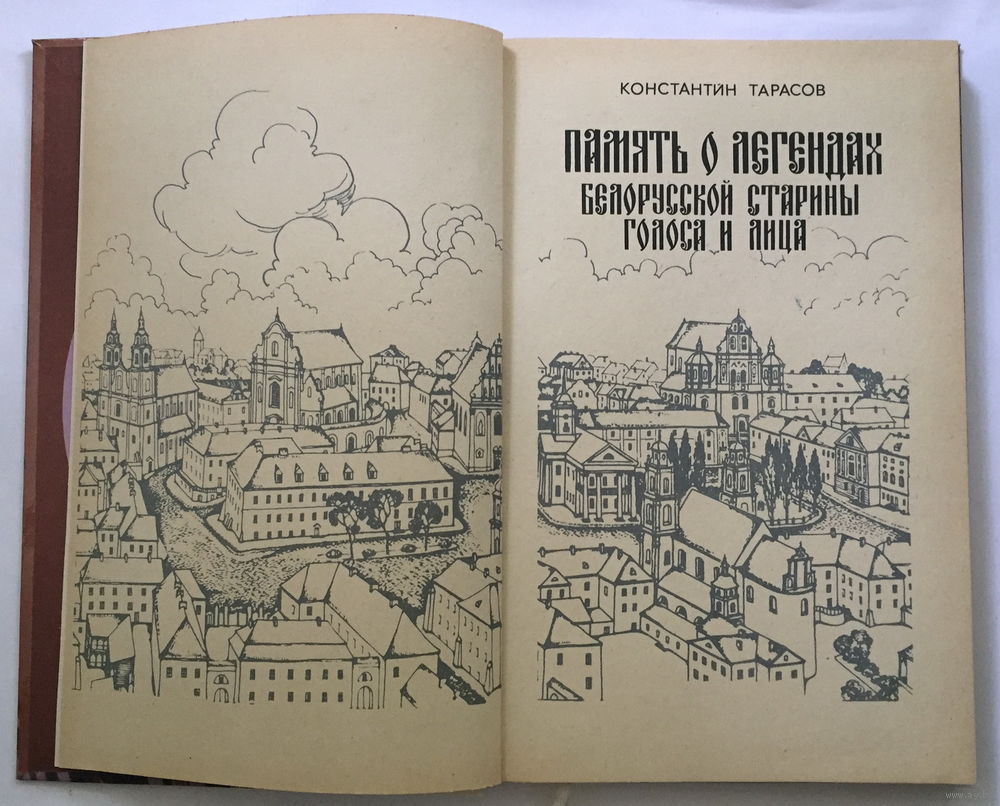 КОНСТАНТИН ТАРАСОВ
ПАМЯТЬ О ЛЕГЕНДАХ
БЕЛОРУССКОЙ СТАРИНЫ
ГОЛОСА И ЛИЦА